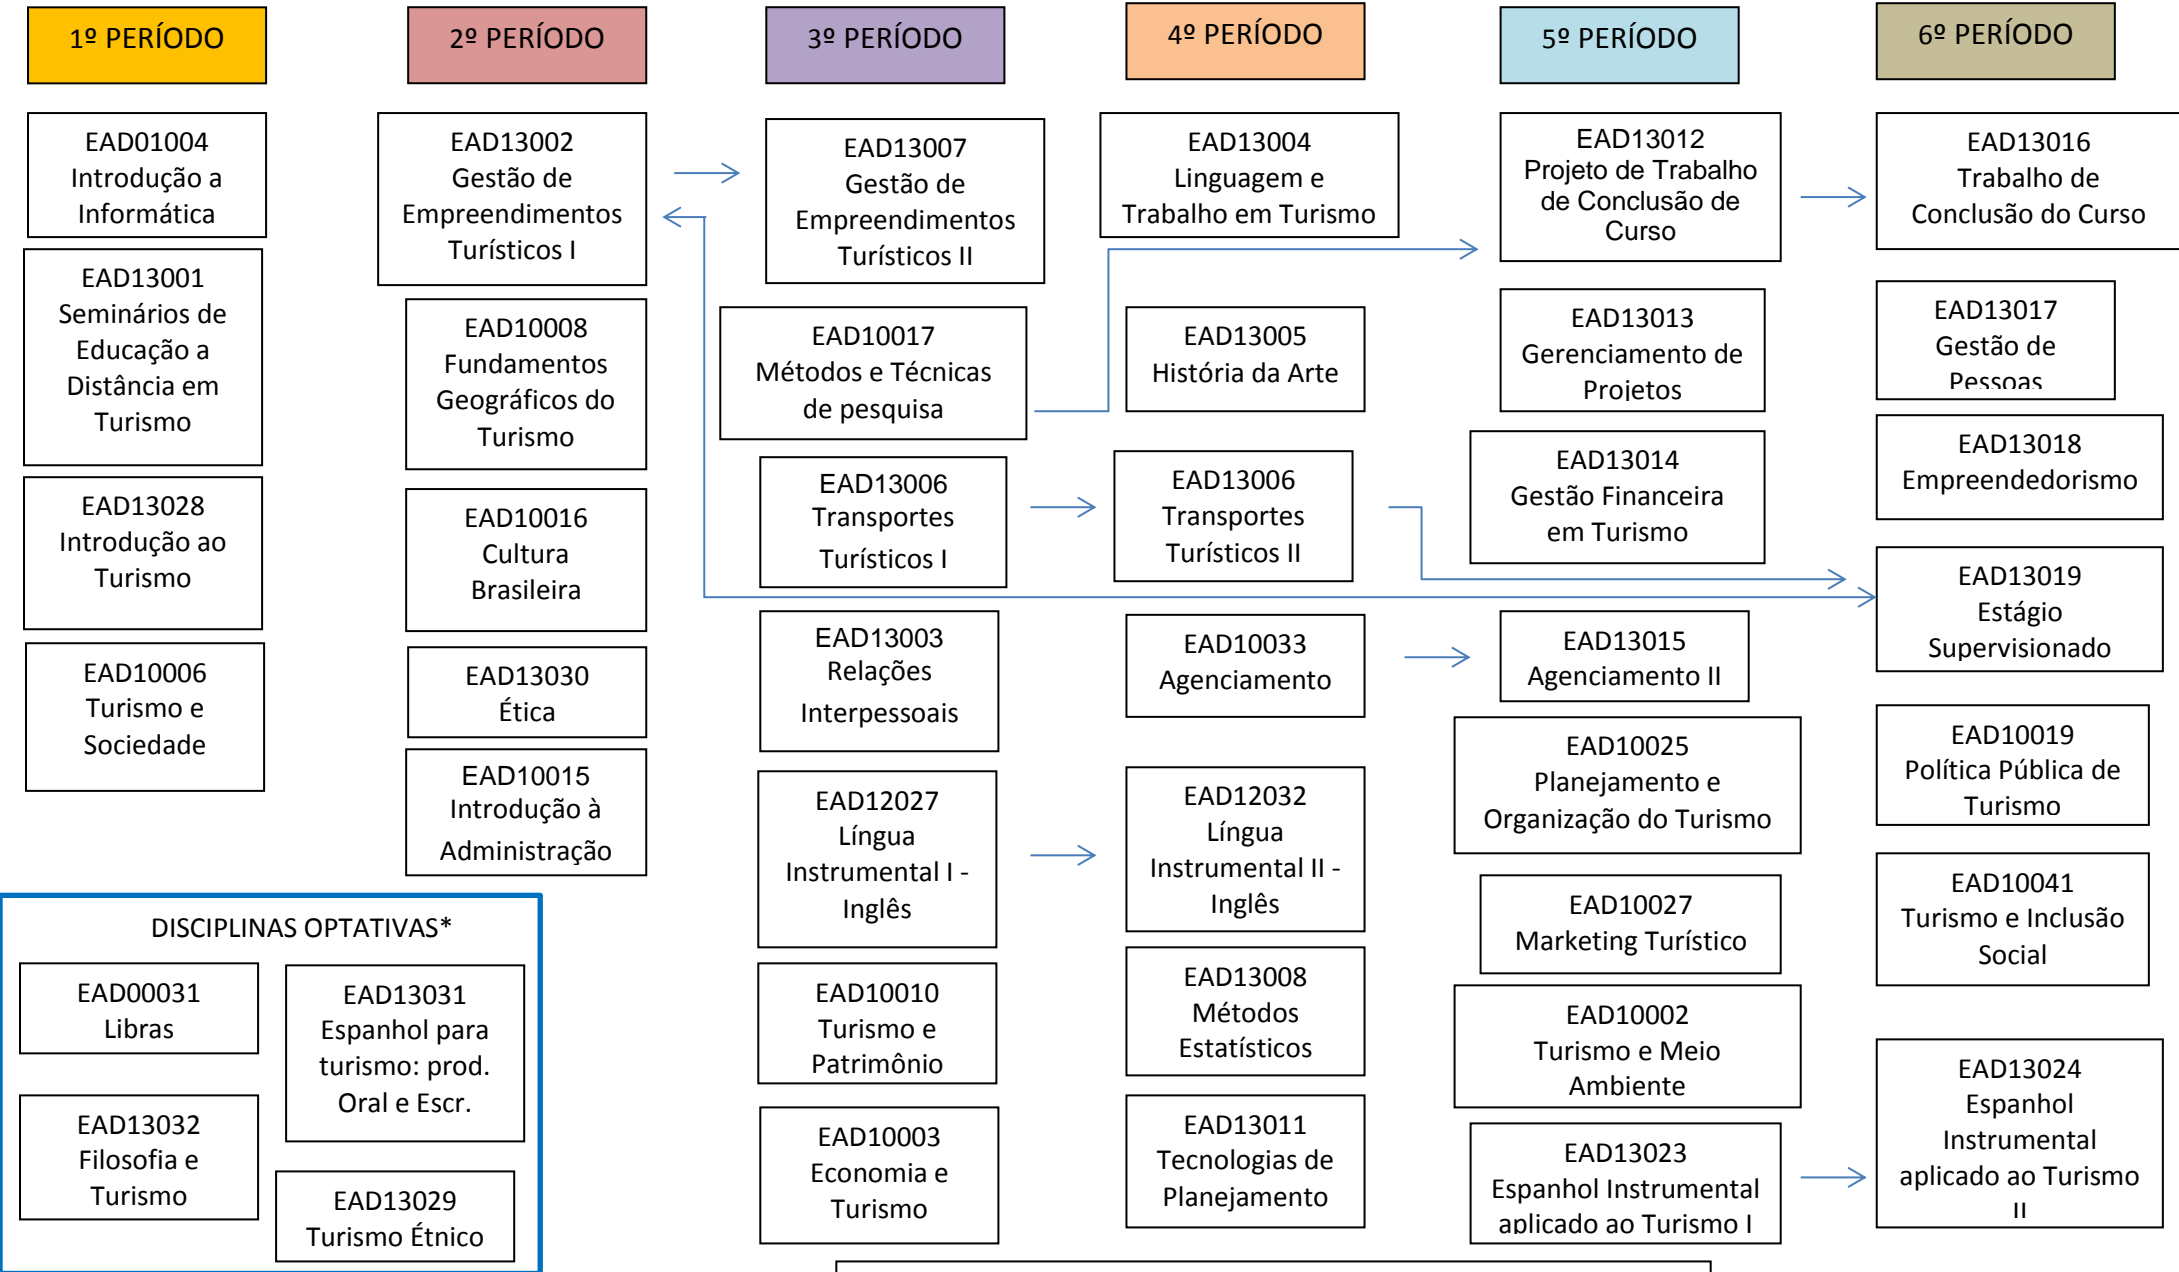 1º PERÍODO
2º PERÍODO
3º PERÍODO
4º PERÍODO
5º PERÍODO
6º PERÍODO
EAD01004
Introdução a
Informática
EAD13001
Seminários de
Educação a
Distância em
Turismo
EAD13028
Introdução ao
Turismo
EAD10006
Turismo e
Sociedade
EAD13002
Gestão de
Empreendimentos
Turísticos I
EAD10008
Fundamentos
Geográficos do
Turismo
EAD10016
Cultura
Brasileira
EAD13030
Ética
EAD10015
Introdução à
Administração
EAD13007
Gestão de
Empreendimentos
Turísticos II
EAD10017
Métodos e Técnicas
de pesquisa
EAD13006
Transportes
Turísticos I
EAD13003
Relações
Interpessoais
EAD12027
Língua
Instrumental I -
Inglês
EAD10010
Turismo e
Patrimônio
EAD10003
Economia e
Turismo
EAD13004
Linguagem e
Trabalho em Turismo
EAD13005
História da Arte
EAD13006
Transportes
Turísticos II
EAD10033
Agenciamento
EAD12032
Língua
Instrumental II -
Inglês
EAD13008
Métodos
Estatísticos
EAD13011
Tecnologias de
Planejamento
EAD13012
Projeto de Trabalho
de Conclusão de
Curso
EAD13013
Gerenciamento de
Projetos
EAD13014
Gestão Financeira
em Turismo
EAD13015
Agenciamento II
EAD10025
Planejamento e
Organização do Turismo
EAD10027
Marketing Turístico
EAD10002
Turismo e Meio
Ambiente
EAD13023
Espanhol Instrumental
aplicado ao Turismo I
EAD13016
Trabalho de
Conclusão do Curso
EAD13017
Gestão de
Pessoas
EAD13018
Empreendedorismo
EAD13019
Estágio
Supervisionado
EAD10019
Política Pública de
Turismo
EAD10041
Turismo e Inclusão
Social
EAD13024
Espanhol
Instrumental
aplicado ao Turismo
II
DISCIPLINAS OPTATIVAS*
EAD00031
Libras
EAD13031
Espanhol para
turismo: prod.
Oral e Escr.
EAD13032
Filosofia e
Turismo
EAD13029
Turismo Étnico